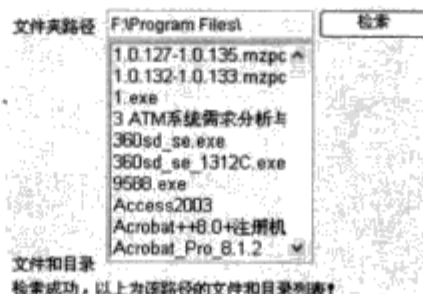 文件夹路径 F:\Program Files\ 检索
1.0.127-1.0.135.mzpc
1.0.132-1.0.133.mzpc
1.exe
3 ATM系统需求分析与
360sd_se.exe
360sd_se_1312C.exe
9588.exe
Access2003
Acrobat++8.0+注册机
Acrobat_Pro_8.1.2
文件和目录
检索成功，以上为该路径的文件和目录列表!